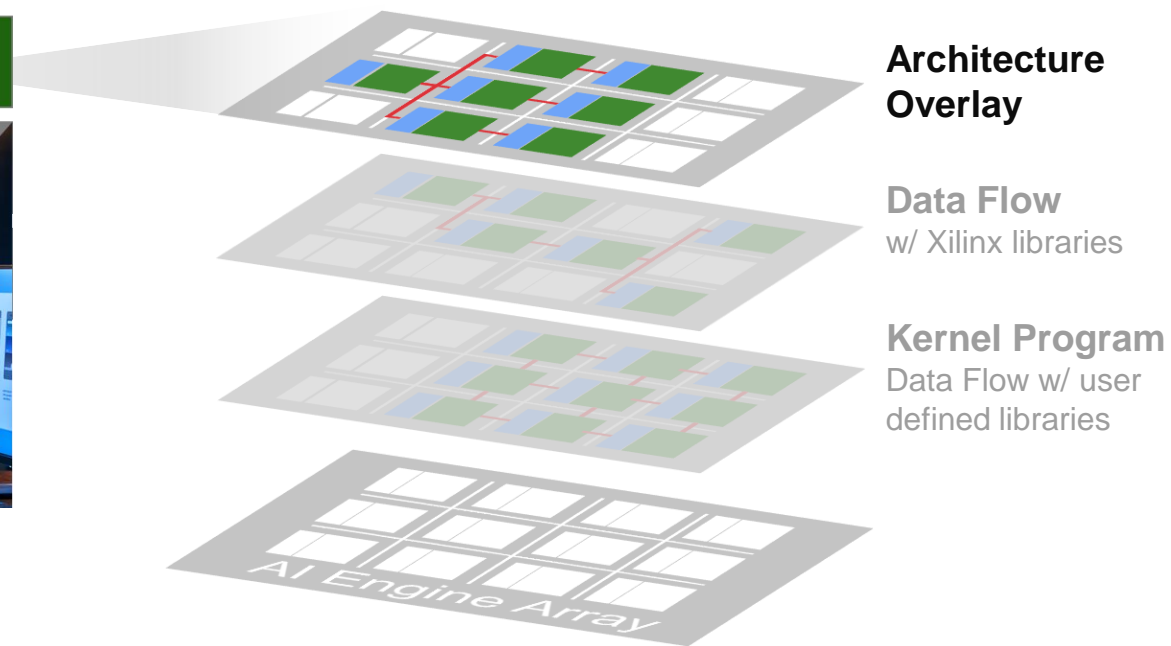 Architecture
Overlay
Data Flow
w/ Xilinx libraries
Kernel Program
Data Flow w/ user
defined libraries
AI Engine Array